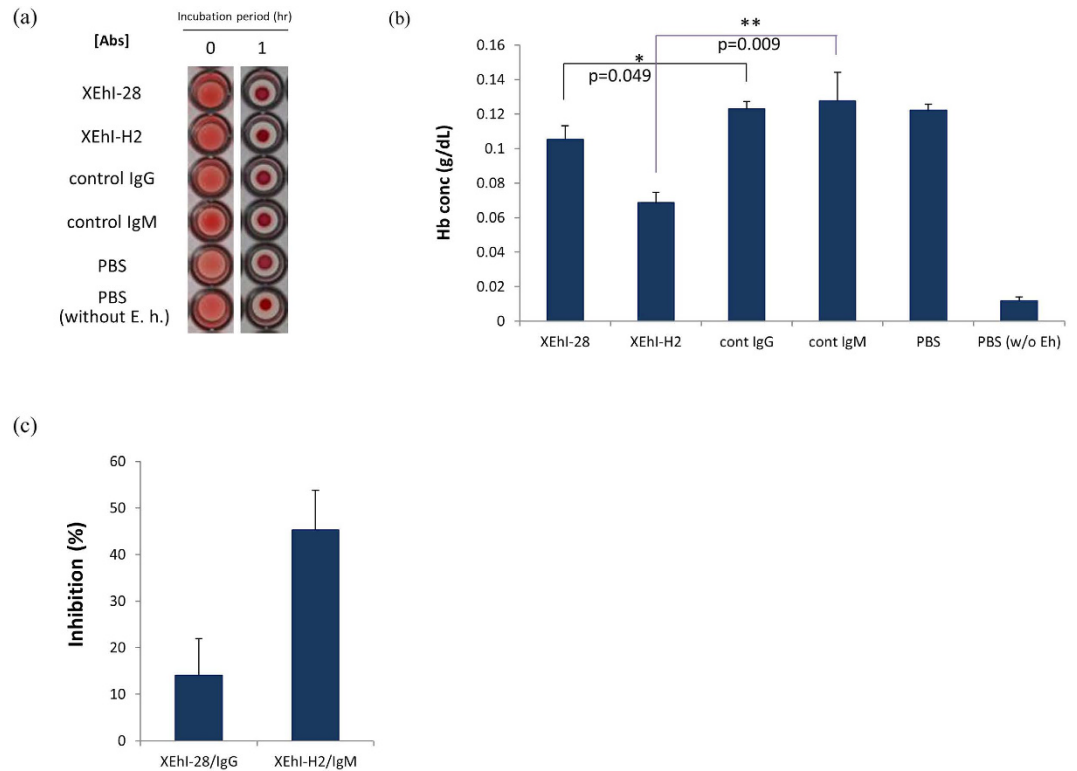 (a)
Incubation period (hr)
[Abs]
0
1
XEhI-28
XEhI-H2
control IgG
control IgM
PBS
PBS
(without E. h.)
(b)
Hb conc (g/dL)
0.16
0.14
0.12
0.1
0.08
0.06
0.04
0.02
0
*
p=0.049
**
p=0.009
XEhI-28
XEhI-H2
cont IgG
cont IgM
PBS
PBS (w/o Eh)
(c)
Inhibition (%)
60
50
40
30
20
10
0
XEhI-28/IgG
XEhI-H2/IgM